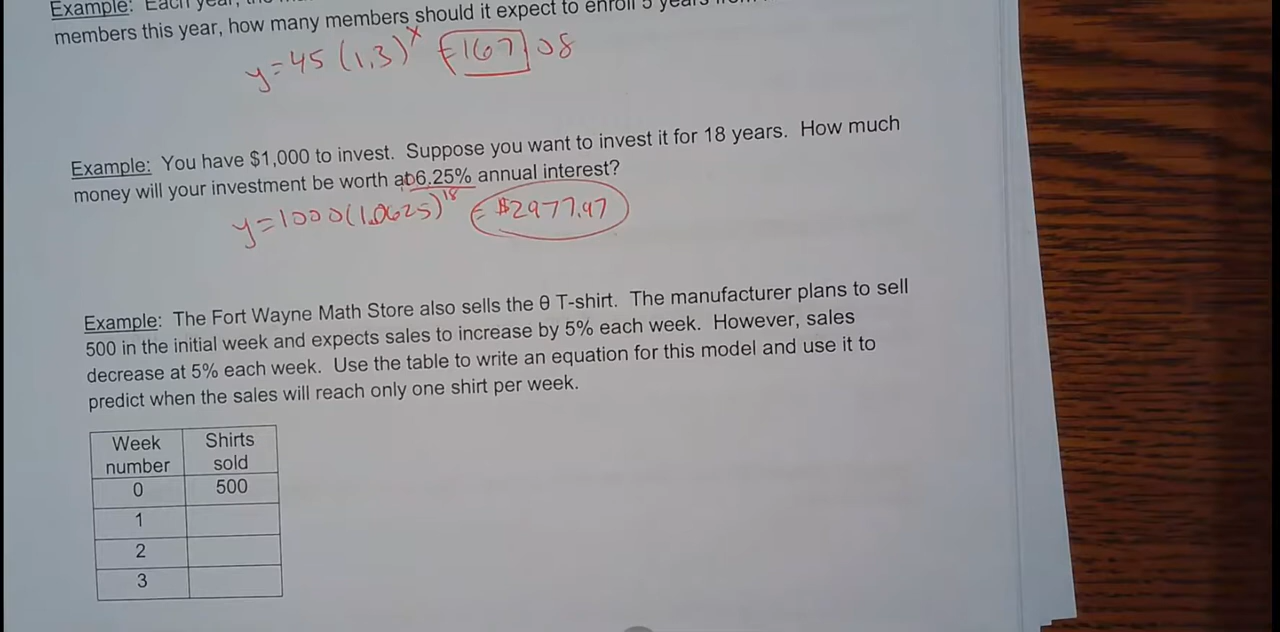 Example: Each year, the
members this year, how many members should it expect to enroll 5 years from
y=45 (1.3)^x = 167 08
Example: You have $1,000 to invest. Suppose you want to invest it for 18 years. How much
money will your investment be worth at 6.25% annual interest?
y=1000(1.0625)^18 = $2977.97
Example: The Fort Wayne Math Store also sells the θ T-shirt. The manufacturer plans to sell
500 in the initial week and expects sales to increase by 5% each week. However, sales
decrease at 5% each week. Use the table to write an equation for this model and use it to
predict when the sales will reach only one shirt per week.
Week number Shirts sold
0 500
1
2
3